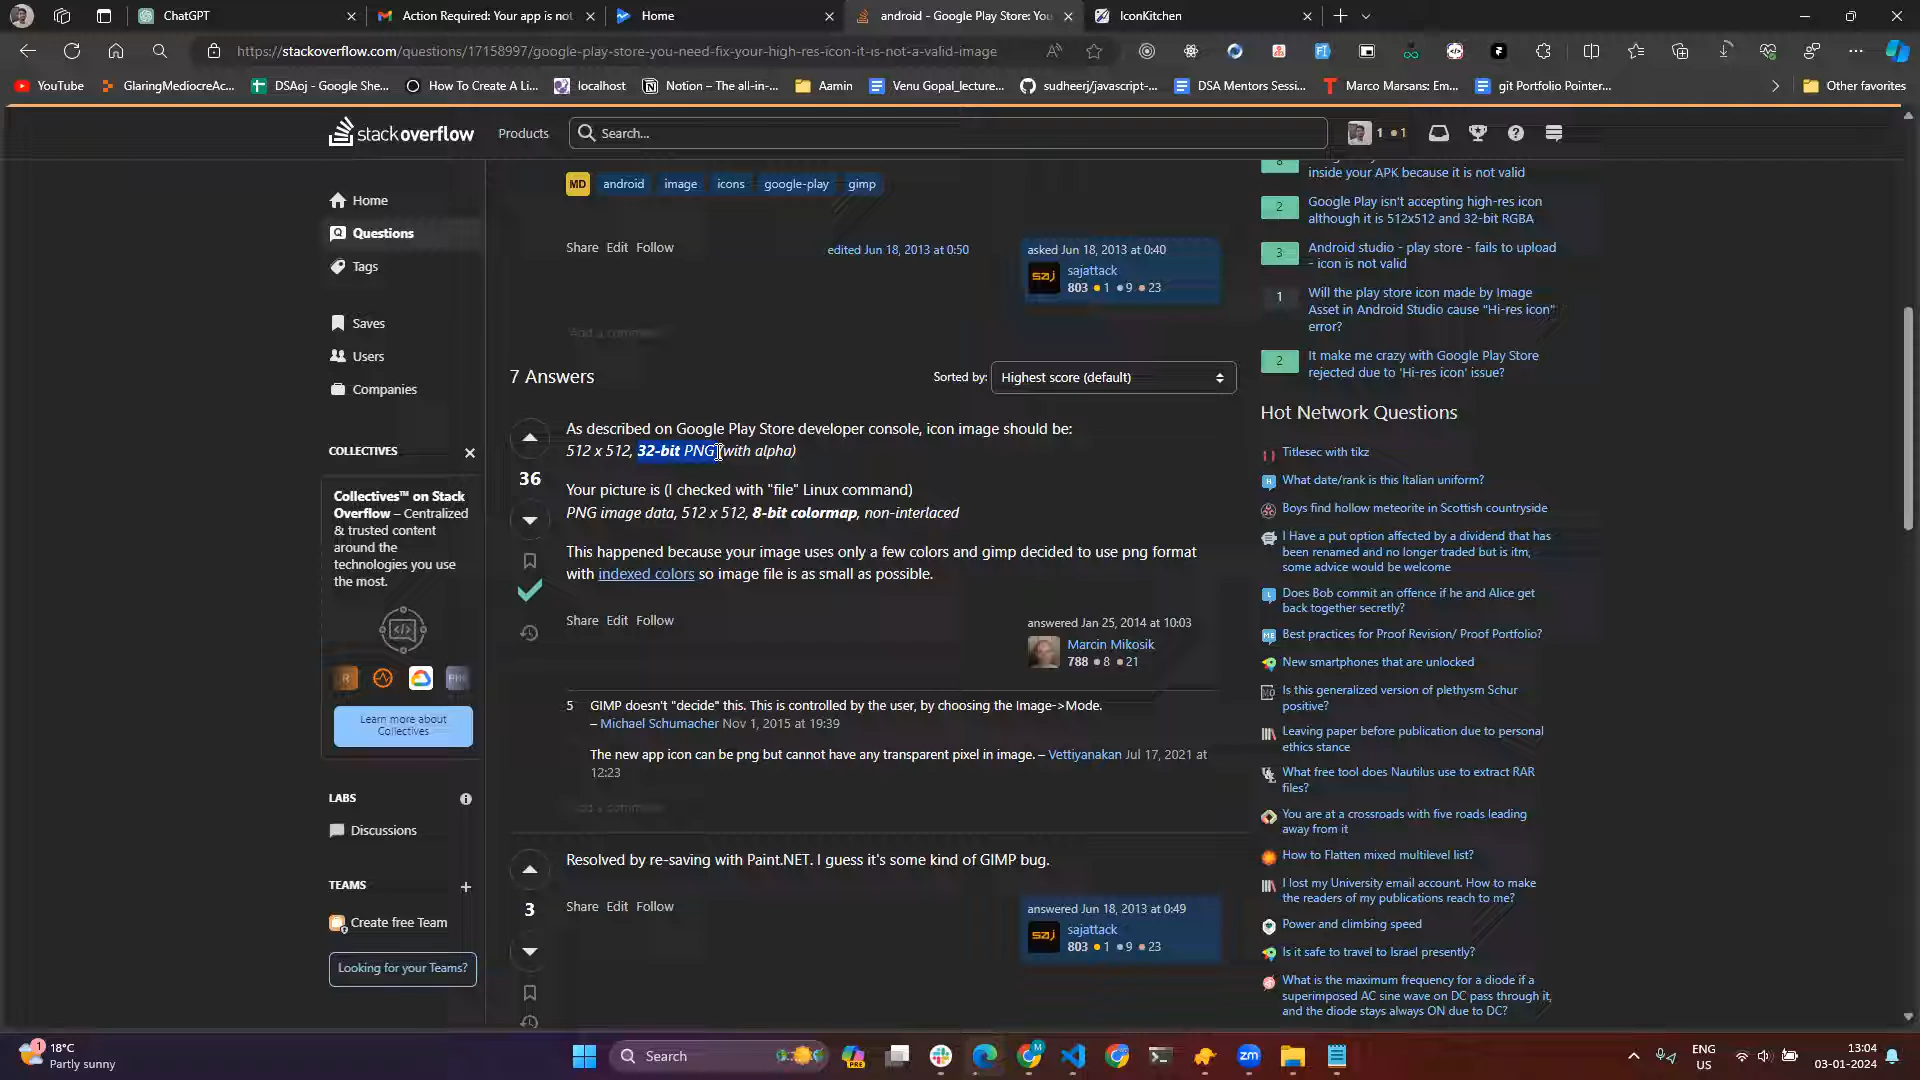 ChatGPT
Action Required: Your app is not
Home
android - Google Play Store: You
IconKitchen
https://stackoverflow.com/questions/17158997/google-play-store-you-need-fix-your-high-res-icon-it-is-not-a-valid-image
YouTube
GlaringMediocreAc...
DSAoj - Google She...
How To Create A Li...
localhost
Notion – The all-in-...
Aamin
Venu Gopal_lecture...
sudheerj/javascript-...
DSA Mentors Sessi...
Marco Marsans: Em...
git Portfolio Pointer...
Other favorites
stackoverflow
Products
Search...
1 • 1
Home
Questions
Tags
Saves
Users
Companies
COLLECTIVES
Collectives™ on Stack
Overflow – Centralized
& trusted content
around the
technologies you use
the most.
Learn more about
Collectives
LABS
Discussions
TEAMS
Create free Team
Looking for your Teams?
MD android image icons google-play gimp
Share Edit Follow
edited Jun 18, 2013 at 0:50
asked Jun 18, 2013 at 0:40
saj
sajattack
803 • 1 • 9 • 23
Add a comment
7 Answers
Sorted by:
Highest score (default)
36
As described on Google Play Store developer console, icon image should be:
512 x 512, 32-bit PNG (with alpha)
Your picture is (I checked with "file" Linux command)
PNG image data, 512 x 512, 8-bit colormap, non-interlaced
This happened because your image uses only a few colors and gimp decided to use png format
with indexed colors so image file is as small as possible.
Share Edit Follow
answered Jan 25, 2014 at 10:03
Marcin Mikosik
788 • 8 • 21
5 GIMP doesn't "decide" this. This is controlled by the user, by choosing the Image->Mode.
– Michael Schumacher Nov 1, 2015 at 19:39
The new app icon can be png but cannot have any transparent pixel in image. – Vettiyanakan Jul 17, 2021 at
12:23
Add a comment
3
Resolved by re-saving with Paint.NET. I guess it's some kind of GIMP bug.
Share Edit Follow
answered Jun 18, 2013 at 0:49
saj
sajattack
803 • 1 • 9 • 23
8
inside your APK because it is not valid
2
Google Play isn't accepting high-res icon
although it is 512x512 and 32-bit RGBA
3
Android studio - play store - fails to upload
- icon is not valid
1
Will the play store icon made by Image
Asset in Android Studio cause "Hi-res icon"
error?
2
It make me crazy with Google Play Store
rejected due to 'Hi-res icon' issue?
Hot Network Questions
Titlesec with tikz
What date/rank is this Italian uniform?
Boys find hollow meteorite in Scottish countryside
I Have a put option affected by a dividend that has
been renamed and no longer traded but is itm,
some advice would be welcome
Does Bob commit an offence if he and Alice get
back together secretly?
Best practices for Proof Revision/ Proof Portfolio?
New smartphones that are unlocked
Is this generalized version of plethysm Schur
positive?
Leaving paper before publication due to personal
ethics stance
What free tool does Nautilus use to extract RAR
files?
You are at a crossroads with five roads leading
away from it
How to Flatten mixed multilevel list?
I lost my University email account. How to make
the readers of my publications reach to me?
Power and climbing speed
Is it safe to travel to Israel presently?
What is the maximum frequency for a diode if a
superimposed AC sine wave on DC pass through it,
and the diode stays always ON due to DC?
1
18°C
Partly sunny
Search
PRE
M
zm
ENG
US
13:04
03-01-2024